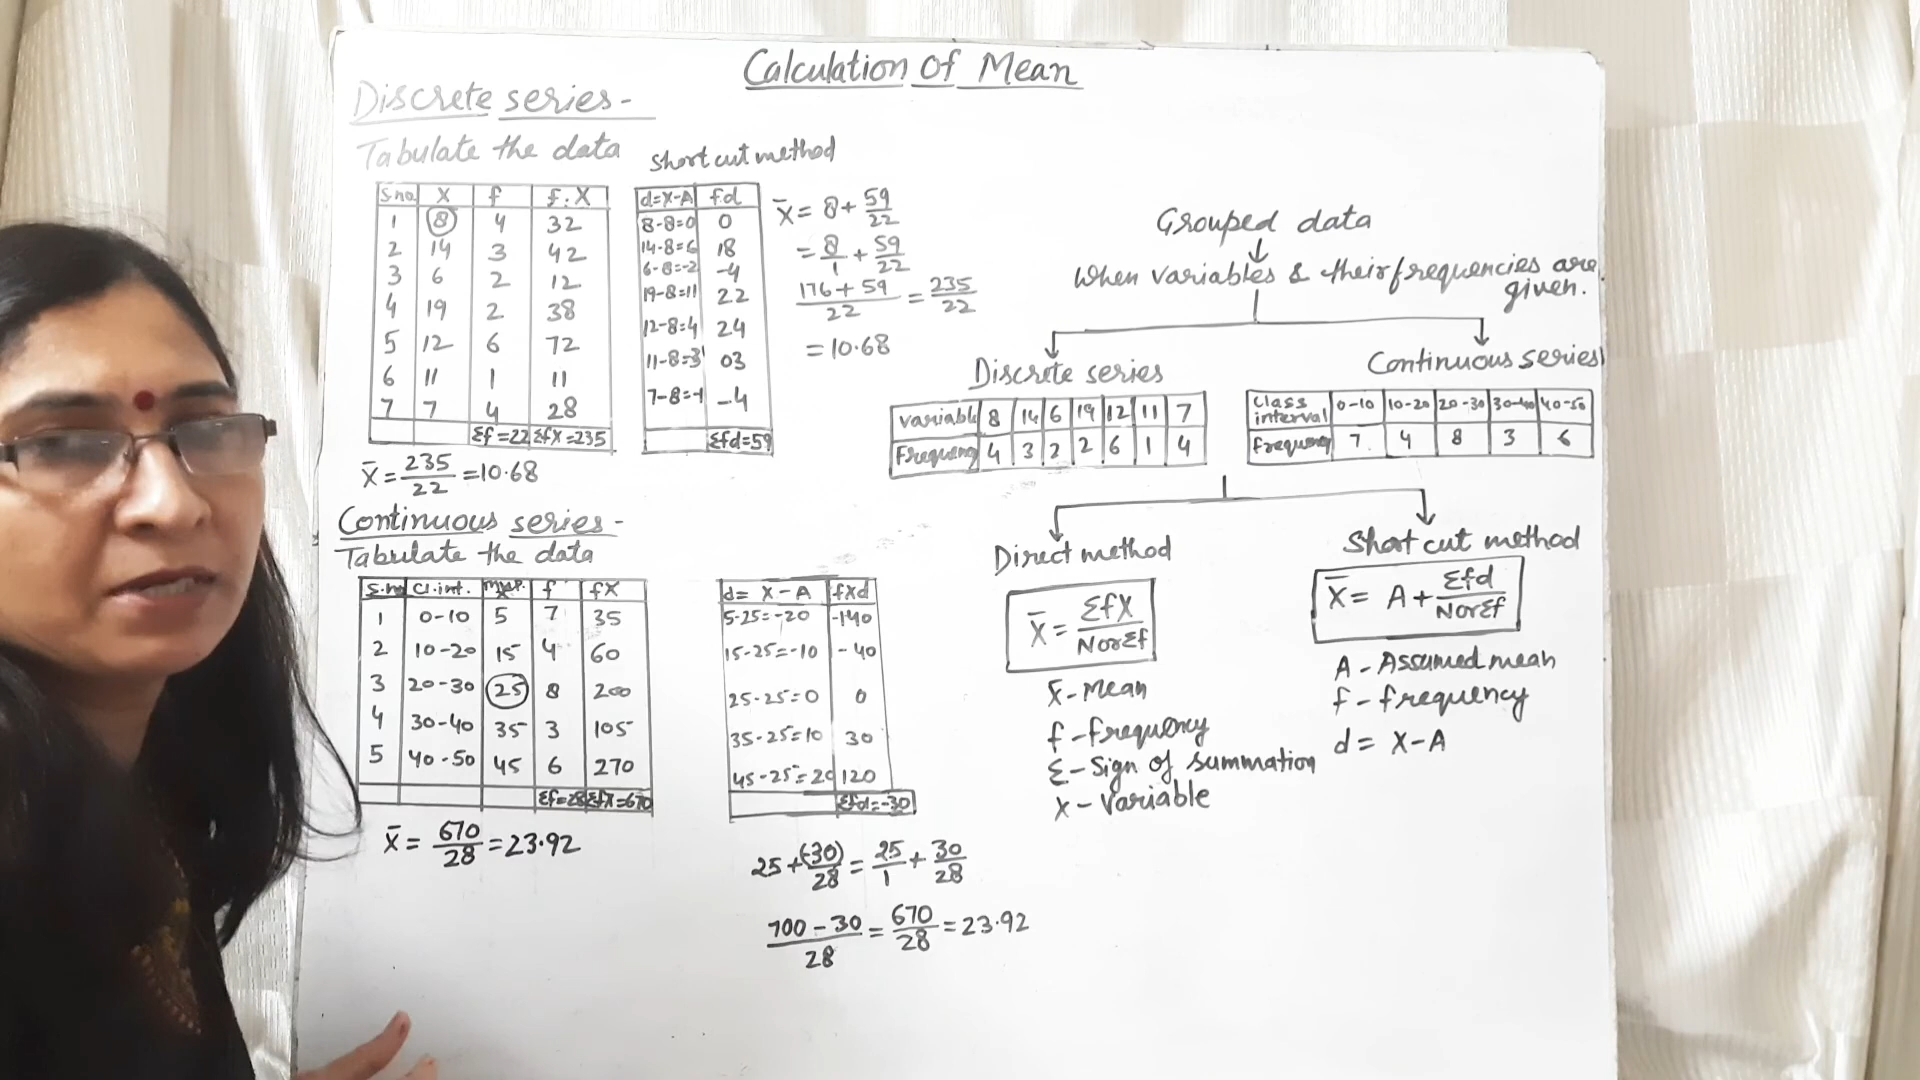 Calculation of Mean
Discrete series-
Tabulate the data
S.no X f f.X
1 8 4 32
2 14 3 42
3 6 2 12
4 19 2 38
5 12 6 72
6 11 1 11
7 7 4 28
Σf=22 ΣfX=235
X̄ = 235/22 = 10.68
Short cut method
d=X-A f.d
8-8=0 0
14-8=6 18
6-8=-2 -4
19-8=11 22
12-8=4 24
11-8=3 03
7-8=-1 -4
Σfd=59
X̄ = 8+ 59/22
= 8/1 + 59/22
176+59/22 = 235/22
= 10.68
Continuous series-
Tabulate the data
S.no Cl.int. X f fX
1 0-10 5 7 35
2 10-20 15 4 60
3 20-30 25 8 200
4 30-40 35 3 105
5 40-50 45 6 270
Σf=28 ΣfX=670
X̄ = 670/28 = 23.92
d= X-A fXd
5-25=-20 -140
15-25=-10 -40
25-25=0 0
35-25=10 30
45-25=20 120
Σfd=-30
25+(-30)/28 = 25/1 + 30/28
700-30/28 = 670/28 = 23.92
Grouped data
When variables & their frequencies are
given.
Discrete series
variable 8 14 6 19 12 11 7
Frequency 4 3 2 2 6 1 4
Continuous series
Class interval 0-10 10-20 20-30 30-40 40-50
frequency 7 4 8 3 6
Direct method
X̄ = ΣfX/N or Σf
X̄-Mean
f-frequency
Σ-Sign of summation
X-Variable
Short cut method
X̄ = A+ Σfd/N or Σf
A-Assumed mean
f-frequency
d= X-A